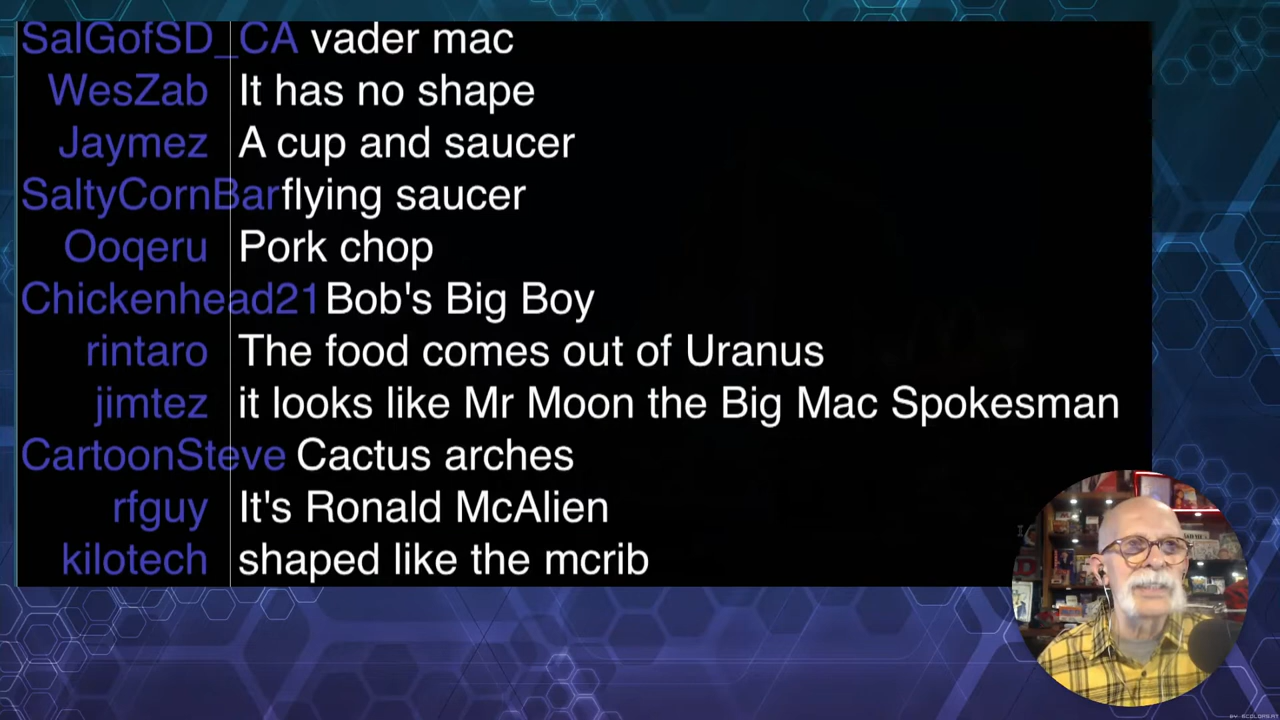 SalGofSD_CA vader mac
WesZab It has no shape
Jaymez A cup and saucer
SaltyCornBar flying saucer
Ooqeru Pork chop
Chickenhead21 Bob's Big Boy
rintaro The food comes out of Uranus
jimtez it looks like Mr Moon the Big Mac Spokesman
CartoonSteve Cactus arches
rfguy It's Ronald McAlien
kilotech shaped like the mcrib